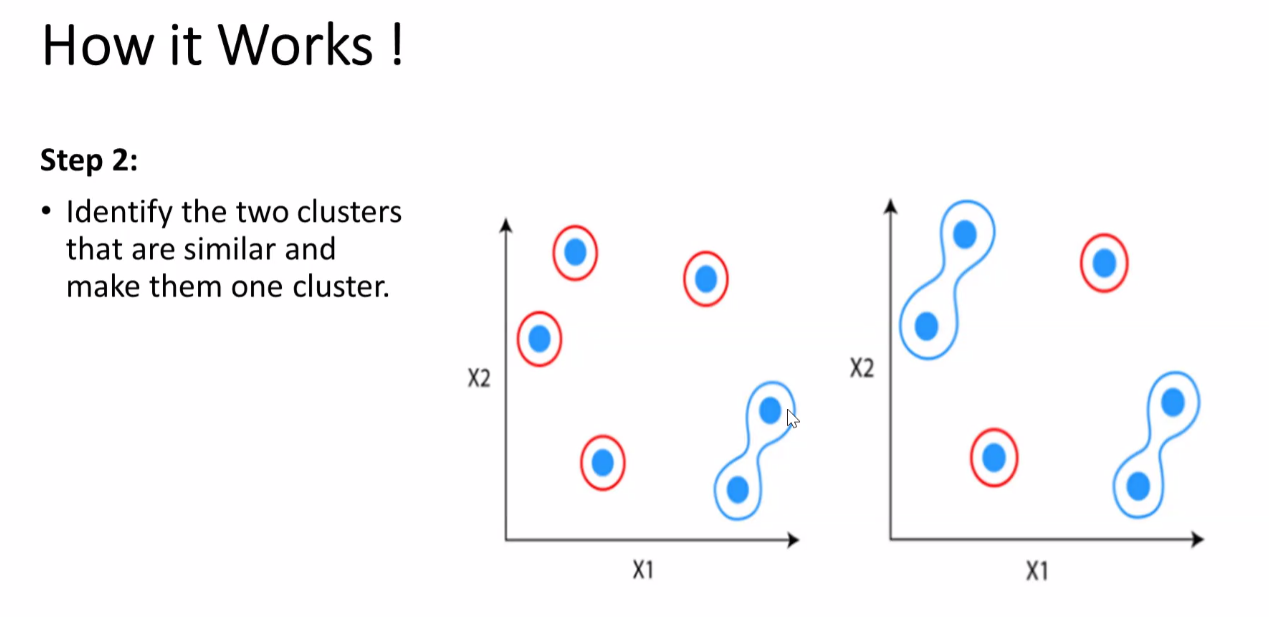 How it Works !
Step 2:
• Identify the two clusters
that are similar and
make them one cluster.
X2
X1
X2
X1